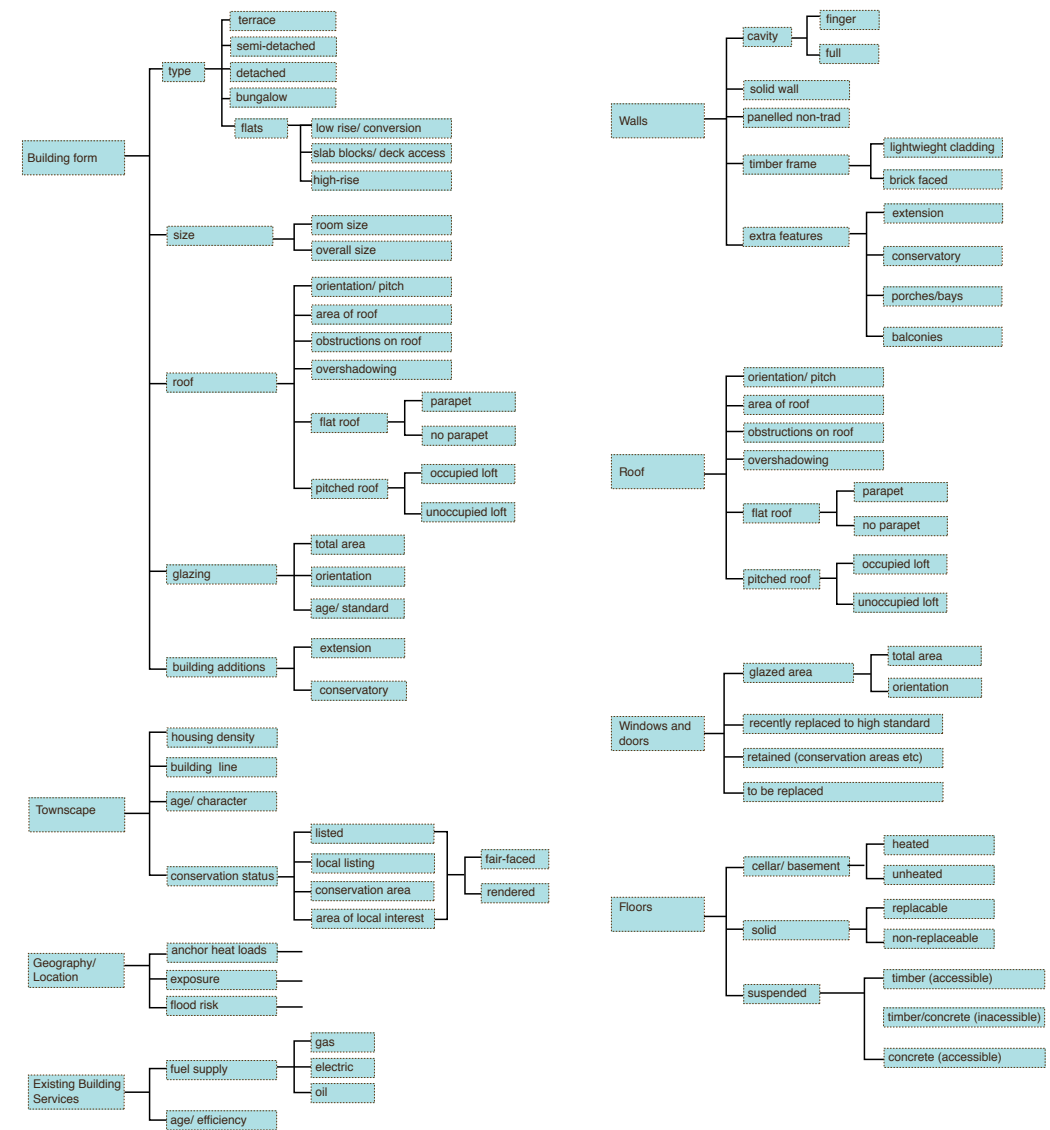 Building form
type
terrace
semi-detached
detached
bungalow
flats
low rise/ conversion
slab blocks/ deck access
high-rise
size
room size
overall size
roof
orientation/ pitch
area of roof
obstructions on roof
overshadowing
flat roof
parapet
no parapet
pitched roof
occupied loft
unoccupied loft
glazing
total area
orientation
age/ standard
building additions
extension
conservatory
Townscape
housing density
building line
age/ character
conservation status
listed
local listing
conservation area
area of local interest
fair-faced
rendered
Geography/
Location
anchor heat loads
exposure
flood risk
Existing Building
Services
fuel supply
gas
electric
oil
age/ efficiency
Walls
cavity
finger
full
solid wall
panelled non-trad
timber frame
lightwieght cladding
brick faced
extra features
extension
conservatory
porches/bays
balconies
Roof
orientation/ pitch
area of roof
obstructions on roof
overshadowing
flat roof
parapet
no parapet
pitched roof
occupied loft
unoccupied loft
Windows and
doors
glazed area
total area
orientation
recently replaced to high standard
retained (conservation areas etc)
to be replaced
Floors
cellar/ basement
heated
unheated
solid
replacable
non-replaceable
suspended
timber (accessible)
timber/concrete (inacessible)
concrete (accessible)